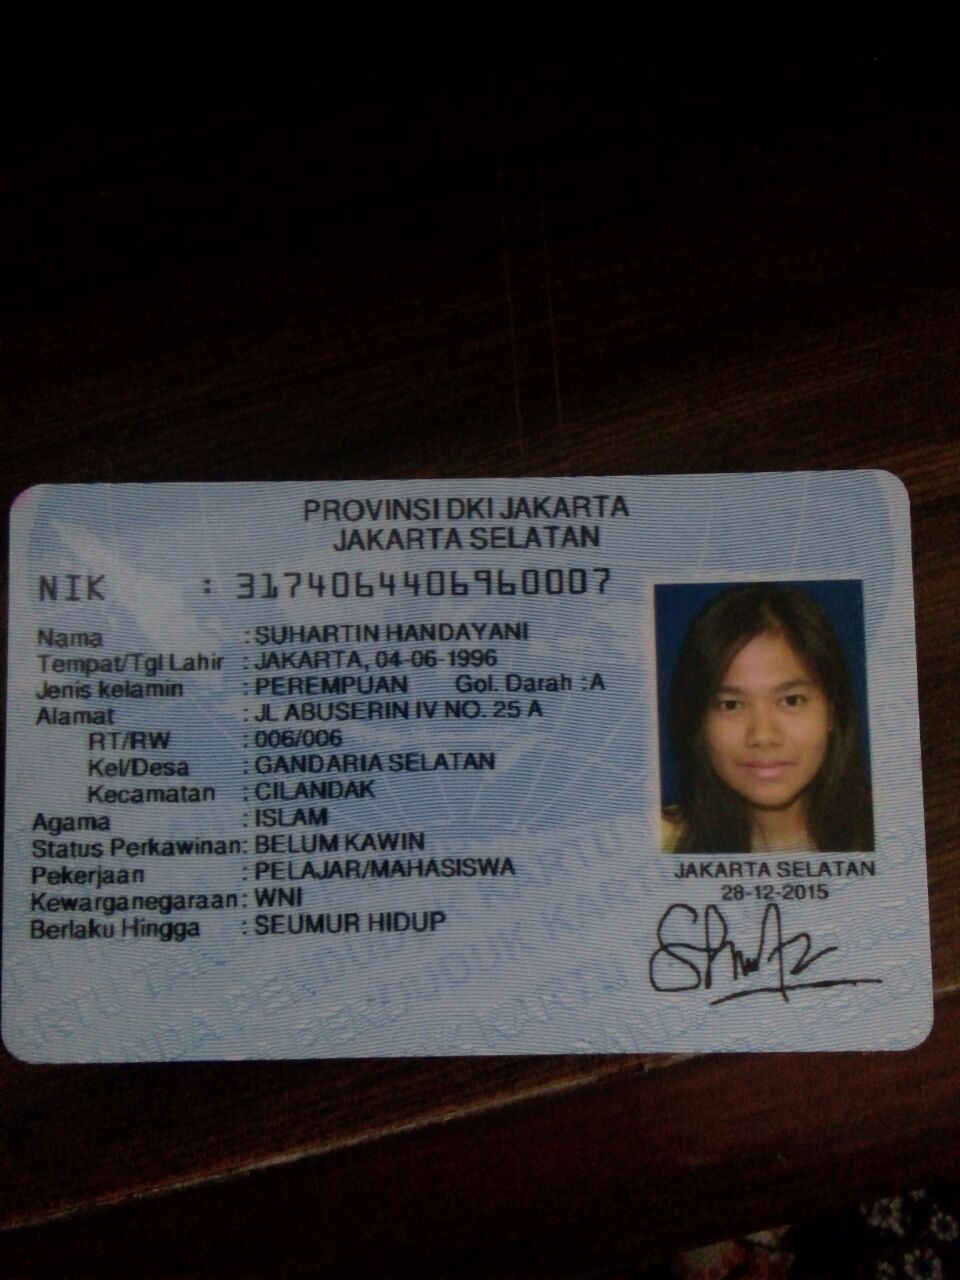 PROVINSI DKI JAKARTA
JAKARTA SELATAN
NIK : 3174064406960007
Nama : SUHARTIN HANDAYANI
Tempat/Tgl Lahir : JAKARTA, 04-06-1996
Jenis kelamin : PEREMPUAN Gol. Darah :A
Alamat : JL ABUSERIN IV NO. 25 A
RT/RW : 006/006
Kel/Desa : GANDARIA SELATAN
Kecamatan : CILANDAK
Agama : ISLAM
Status Perkawinan: BELUM KAWIN
Pekerjaan : PELAJAR/MAHASISWA
Kewarganegaraan: WNI
Berlaku Hingga : SEUMUR HIDUP
JAKARTA SELATAN
28-12-2015